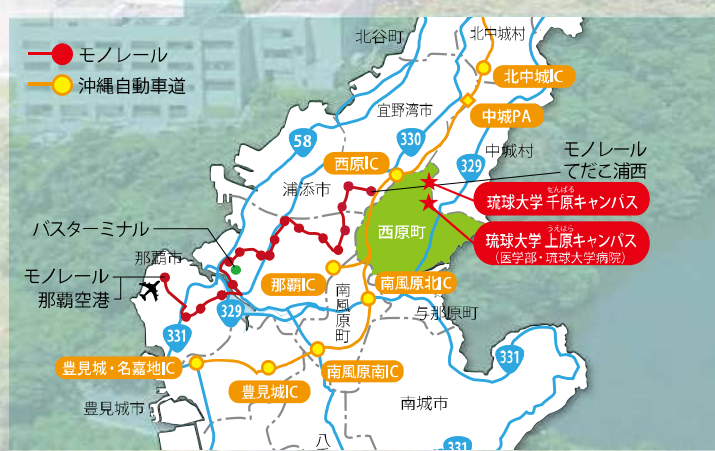 モノレール
沖縄自動車道
北谷町
北中城村
北中城IC
宜野湾市
中城PA
58
330
西原IC
329
中城村
モノレール
てだこ浦西
浦添市
せんばる
琉球大学 千原キャンパス
バスターミナル
西原町
うえはら
琉球大学 上原キャンパス
(医学部・琉球大学病院)
那覇市
モノレール
那覇空港
那覇IC
南風原町
南風原北IC
与那原町
329
331
331
豊見城・名嘉地IC
豊見城IC
南風原南IC
豊見城市
南城市
八
331